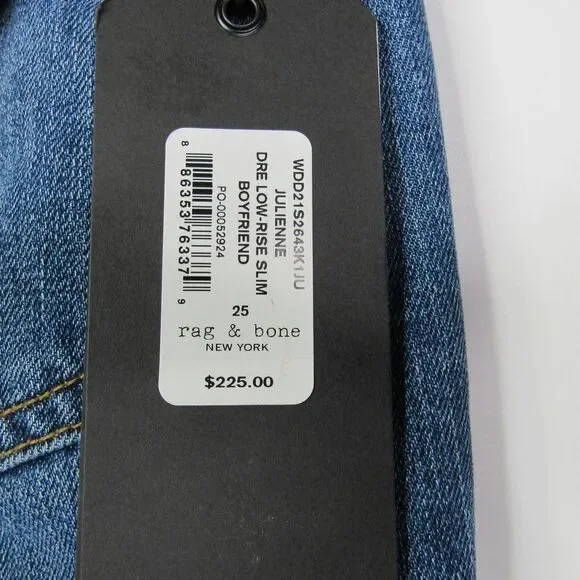 WDD21S2643K1JU
JULIENNE
DRE LOW-RISE SLIM
BOYFRIEND
PO-00052924
8 86353 76337 9
25
rag & bone
NEW YORK
$225.00